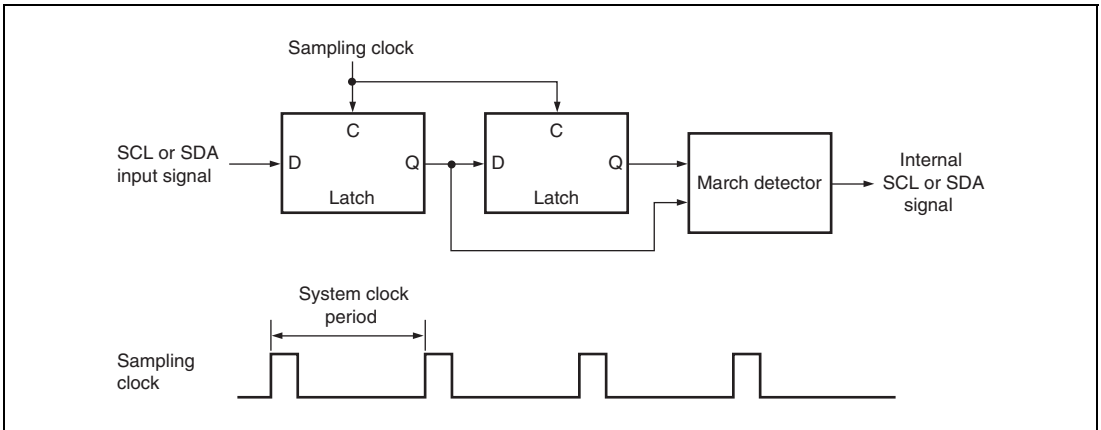 Sampling clock
SCL or SDA
input signal
D
C
Q
Latch
D
C
Q
Latch
March detector
Internal
SCL or SDA
signal
System clock
period
Sampling
clock